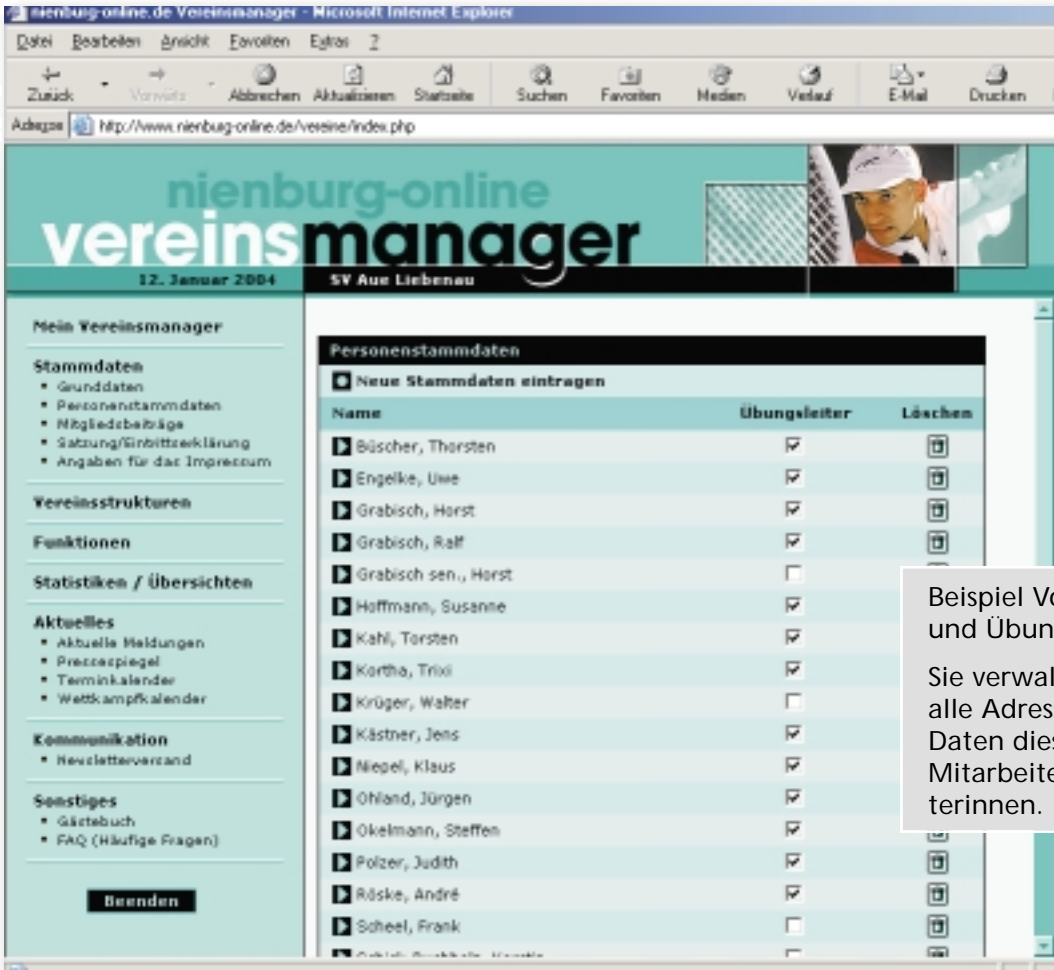 nienburg-online.de Vereinsmanager - Microsoft Internet Explorer
Datei Bearbeiten Ansicht Favoriten Extras ?
Zurück Vorwärts Abbrechen Aktualisieren Startseite Suchen Favoriten Medien Verlauf E-Mail Drucken
Adresse http://www.nienburg-online.de/vereine/index.php
nienburg-online
vereinsmanager
12. Januar 2004 SV Aue Liebenau
Mein Vereinsmanager
Stammdaten
Grunddaten
Personenstammdaten
Mitgliedsbeiträge
Satzung/Eintrittserklärung
Angaben für das Impressum
Vereinsstrukturen
Funktionen
Statistiken / Übersichten
Aktuelles
Aktuelle Meldungen
Pressespiegel
Terminkalender
Wettkampfkalender
Kommunikation
Newsletterversand
Sonstiges
Gästebuch
FAQ (Häufige Fragen)
Beenden
Personenstammdaten
Neue Stammdaten eintragen
Name Übungsleiter Löschen
Büscher, Thorsten
Engelke, Uwe
Grabisch, Horst
Grabisch, Ralf
Grabisch sen., Horst
Hoffmann, Susanne
Kahl, Torsten
Kortha, Trixi
Krüger, Walter
Kästner, Jens
Niepel, Klaus
Ohland, Jürgen
Okelmann, Steffen
Polzer, Judith
Röske, André
Scheel, Frank
Beispiel Vo
und Übun
Sie verwal
alle Adres
Daten dies
Mitarbeite
terinnen.